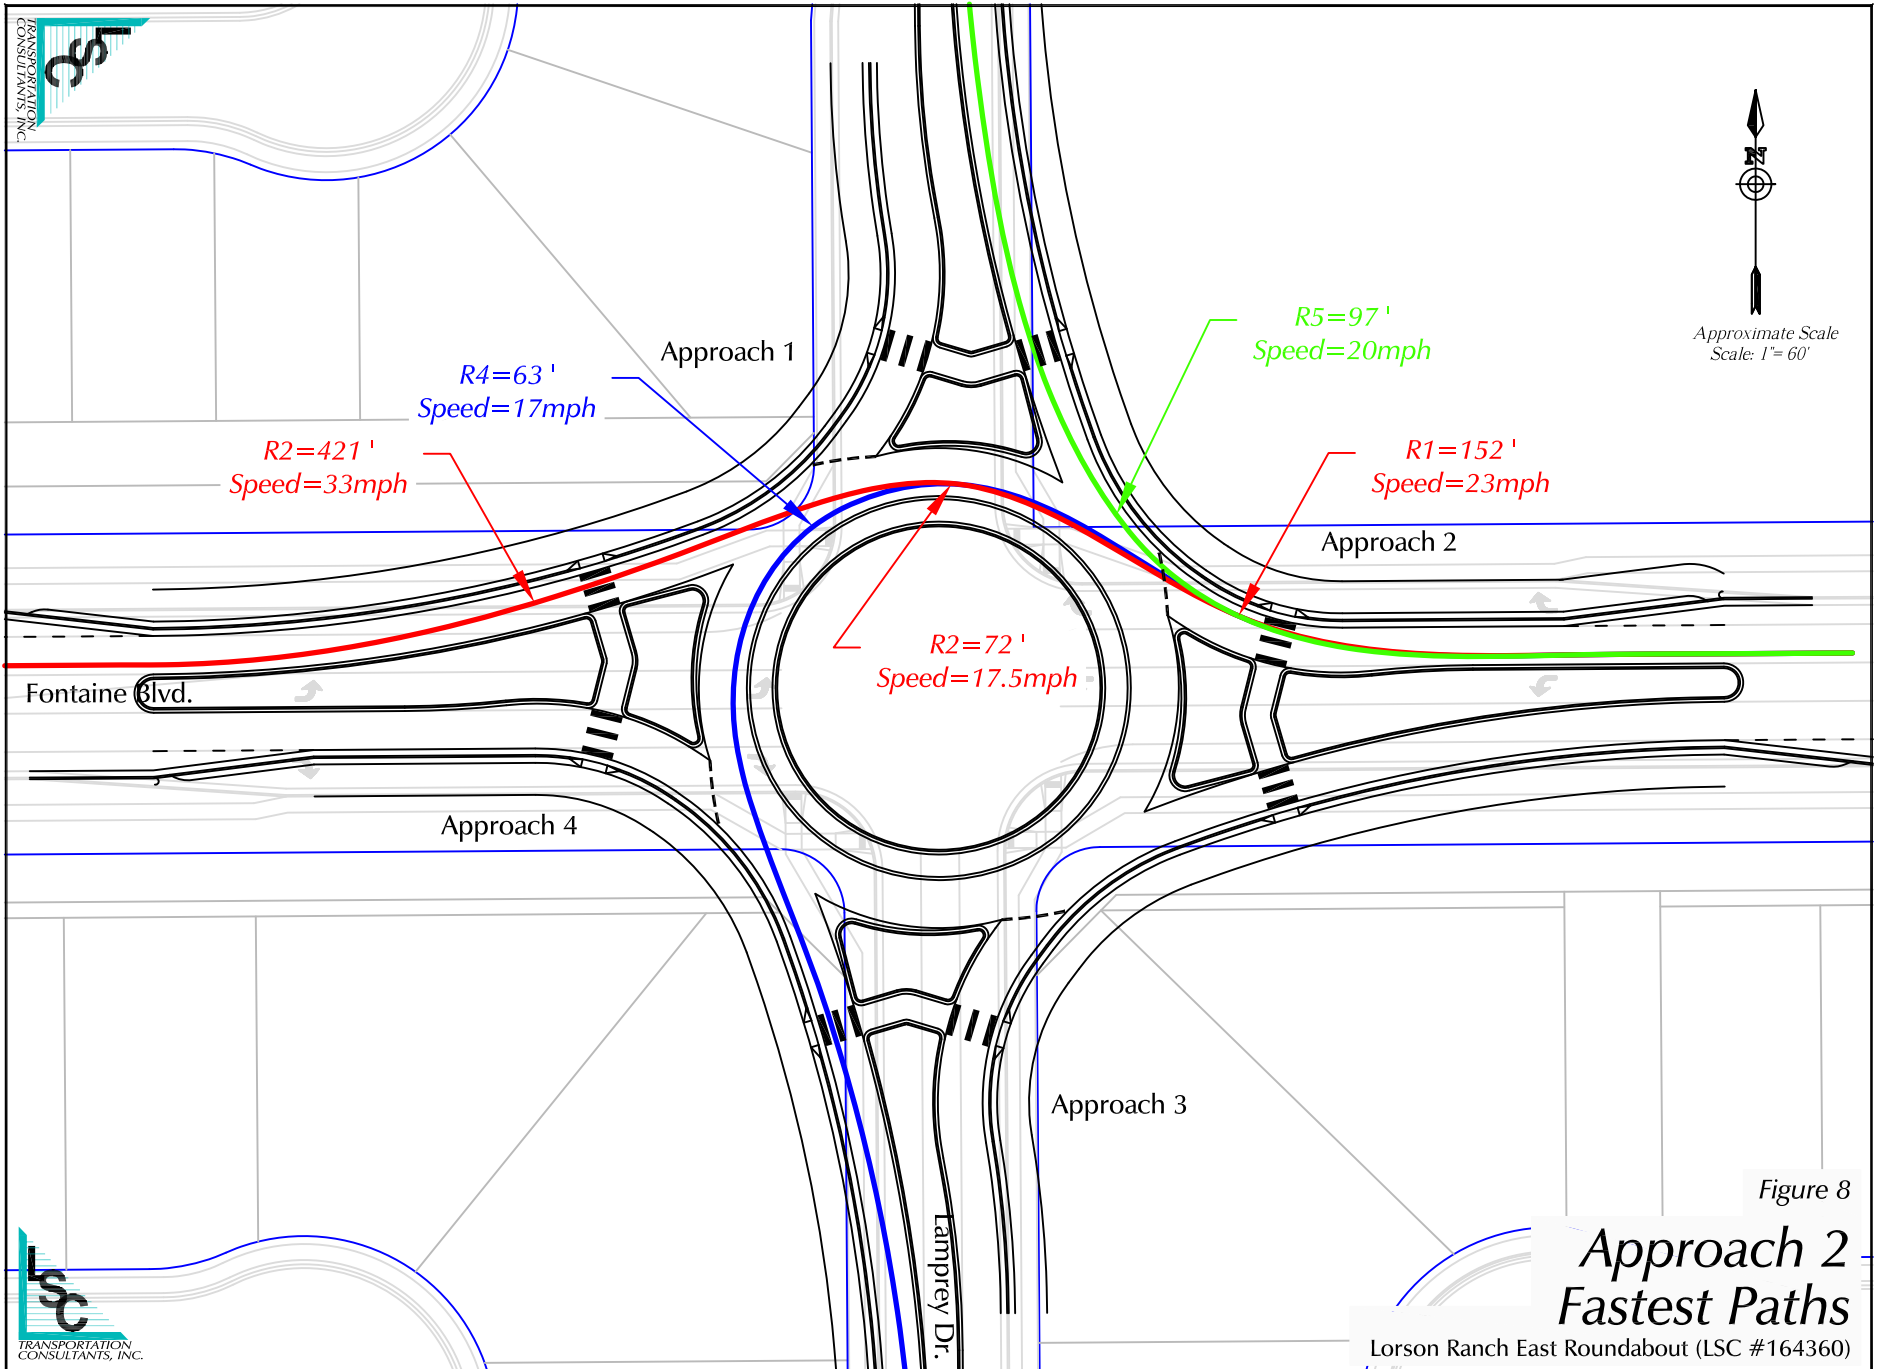 LSC
TRANSPORTATION
CONSULTANTS, INC.
N
Approximate Scale
Scale: 1"= 60'
Approach 1
R5=97 '
Speed=20mph
R4=63 '
Speed=17mph
R2=421 '
Speed=33mph
R1=152 '
Speed=23mph
Approach 2
R2=72 '
Speed=17.5mph
Fontaine Blvd.
Approach 4
Approach 3
Lamprey Dr.
Figure 8
Approach 2
Fastest Paths
Lorson Ranch East Roundabout (LSC #164360)
LSC
TRANSPORTATION
CONSULTANTS, INC.